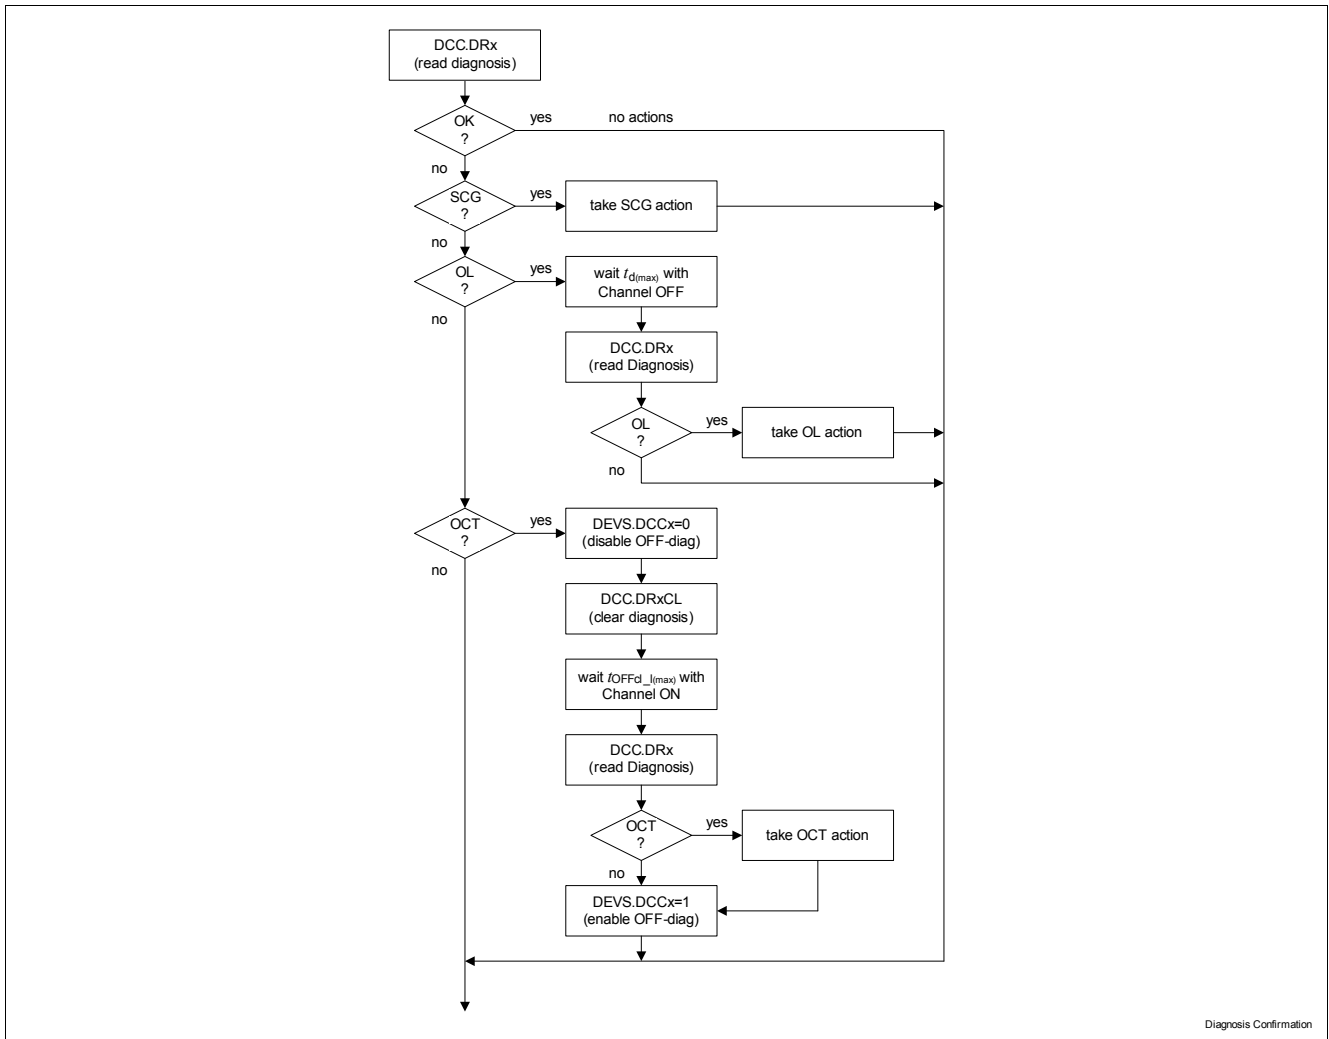 DCC.DRx
(read diagnosis)
OK
?
yes
no actions
no
SCG
?
yes
take SCG action
no
OL
?
yes
wait td(max) with
Channel OFF
no
DCC.DRx
(read Diagnosis)
OL
?
yes
take OL action
no
OCT
?
yes
DEVS.DCCx=0
(disable OFF-diag)
no
DCC.DRxCL
(clear diagnosis)
wait tOFFcl_l(max) with
Channel ON
DCC.DRx
(read Diagnosis)
OCT
?
yes
take OCT action
no
DEVS.DCCx=1
(enable OFF-diag)
Diagnosis Confirmation